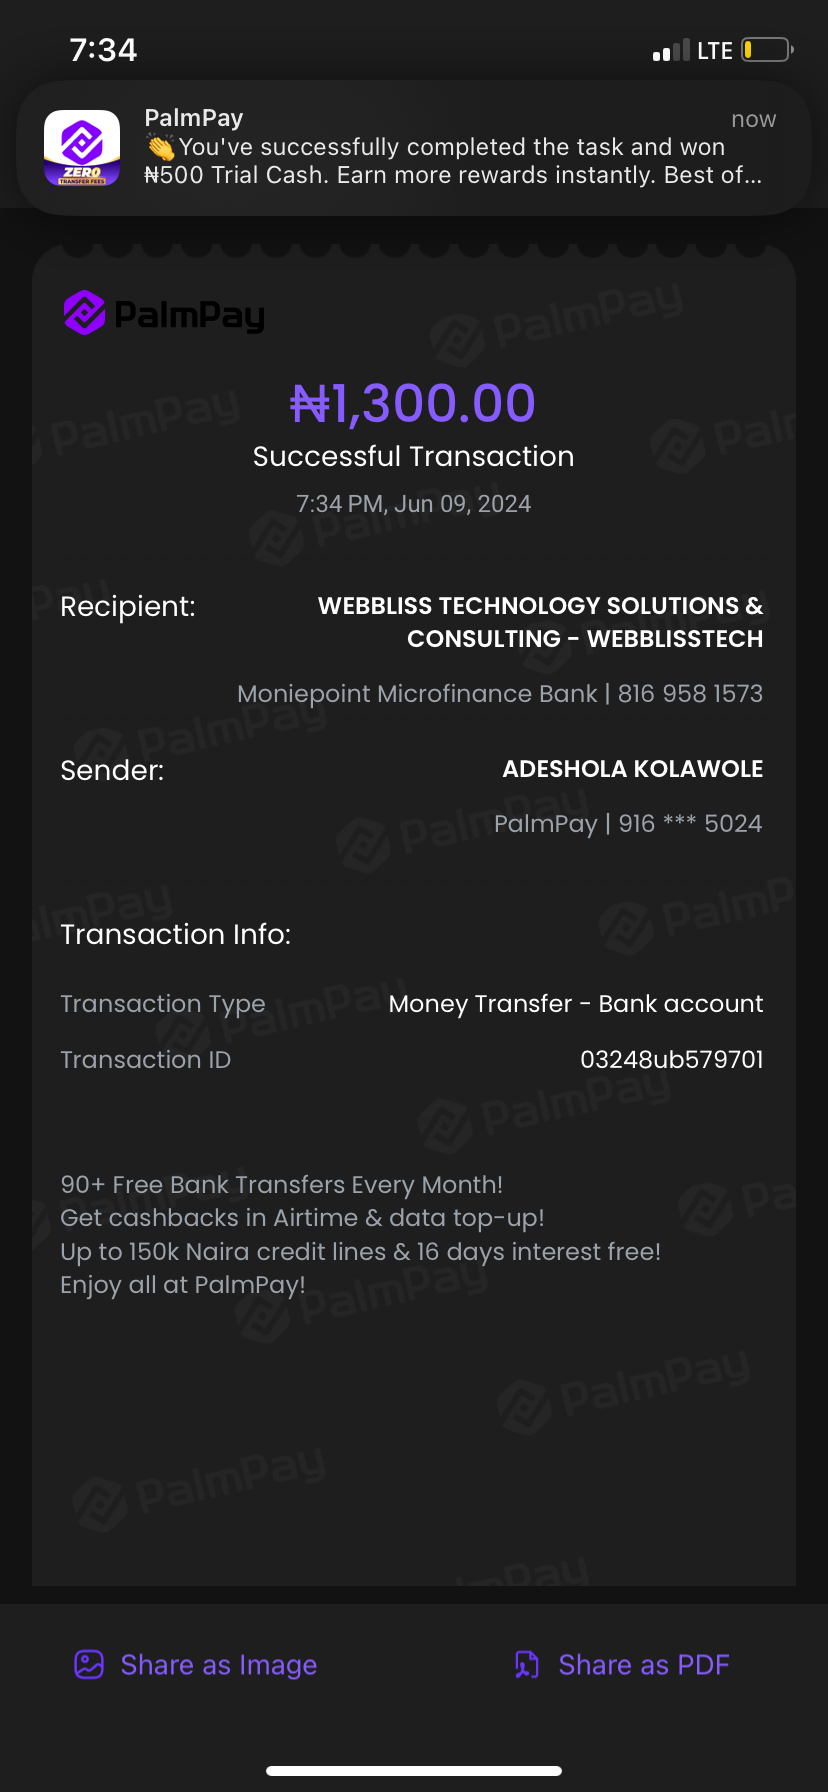 7:34
LTE
PalmPay
now
👏You've successfully completed the task and won
₦500 Trial Cash. Earn more rewards instantly. Best of...
ZERO
TRANSFER FEES
PalmPay
₦1,300.00
Successful Transaction
7:34 PM, Jun 09, 2024
Recipient:
WEBBLISS TECHNOLOGY SOLUTIONS &
CONSULTING - WEBBLISSTECH
Moniepoint Microfinance Bank | 816 958 1573
Sender:
ADESHOLA KOLAWOLE
PalmPay | 916 *** 5024
Transaction Info:
Transaction Type
Money Transfer - Bank account
Transaction ID
03248ub579701
90+ Free Bank Transfers Every Month!
Get cashbacks in Airtime & data top-up!
Up to 150k Naira credit lines & 16 days interest free!
Enjoy all at PalmPay!
Share as Image
Share as PDF